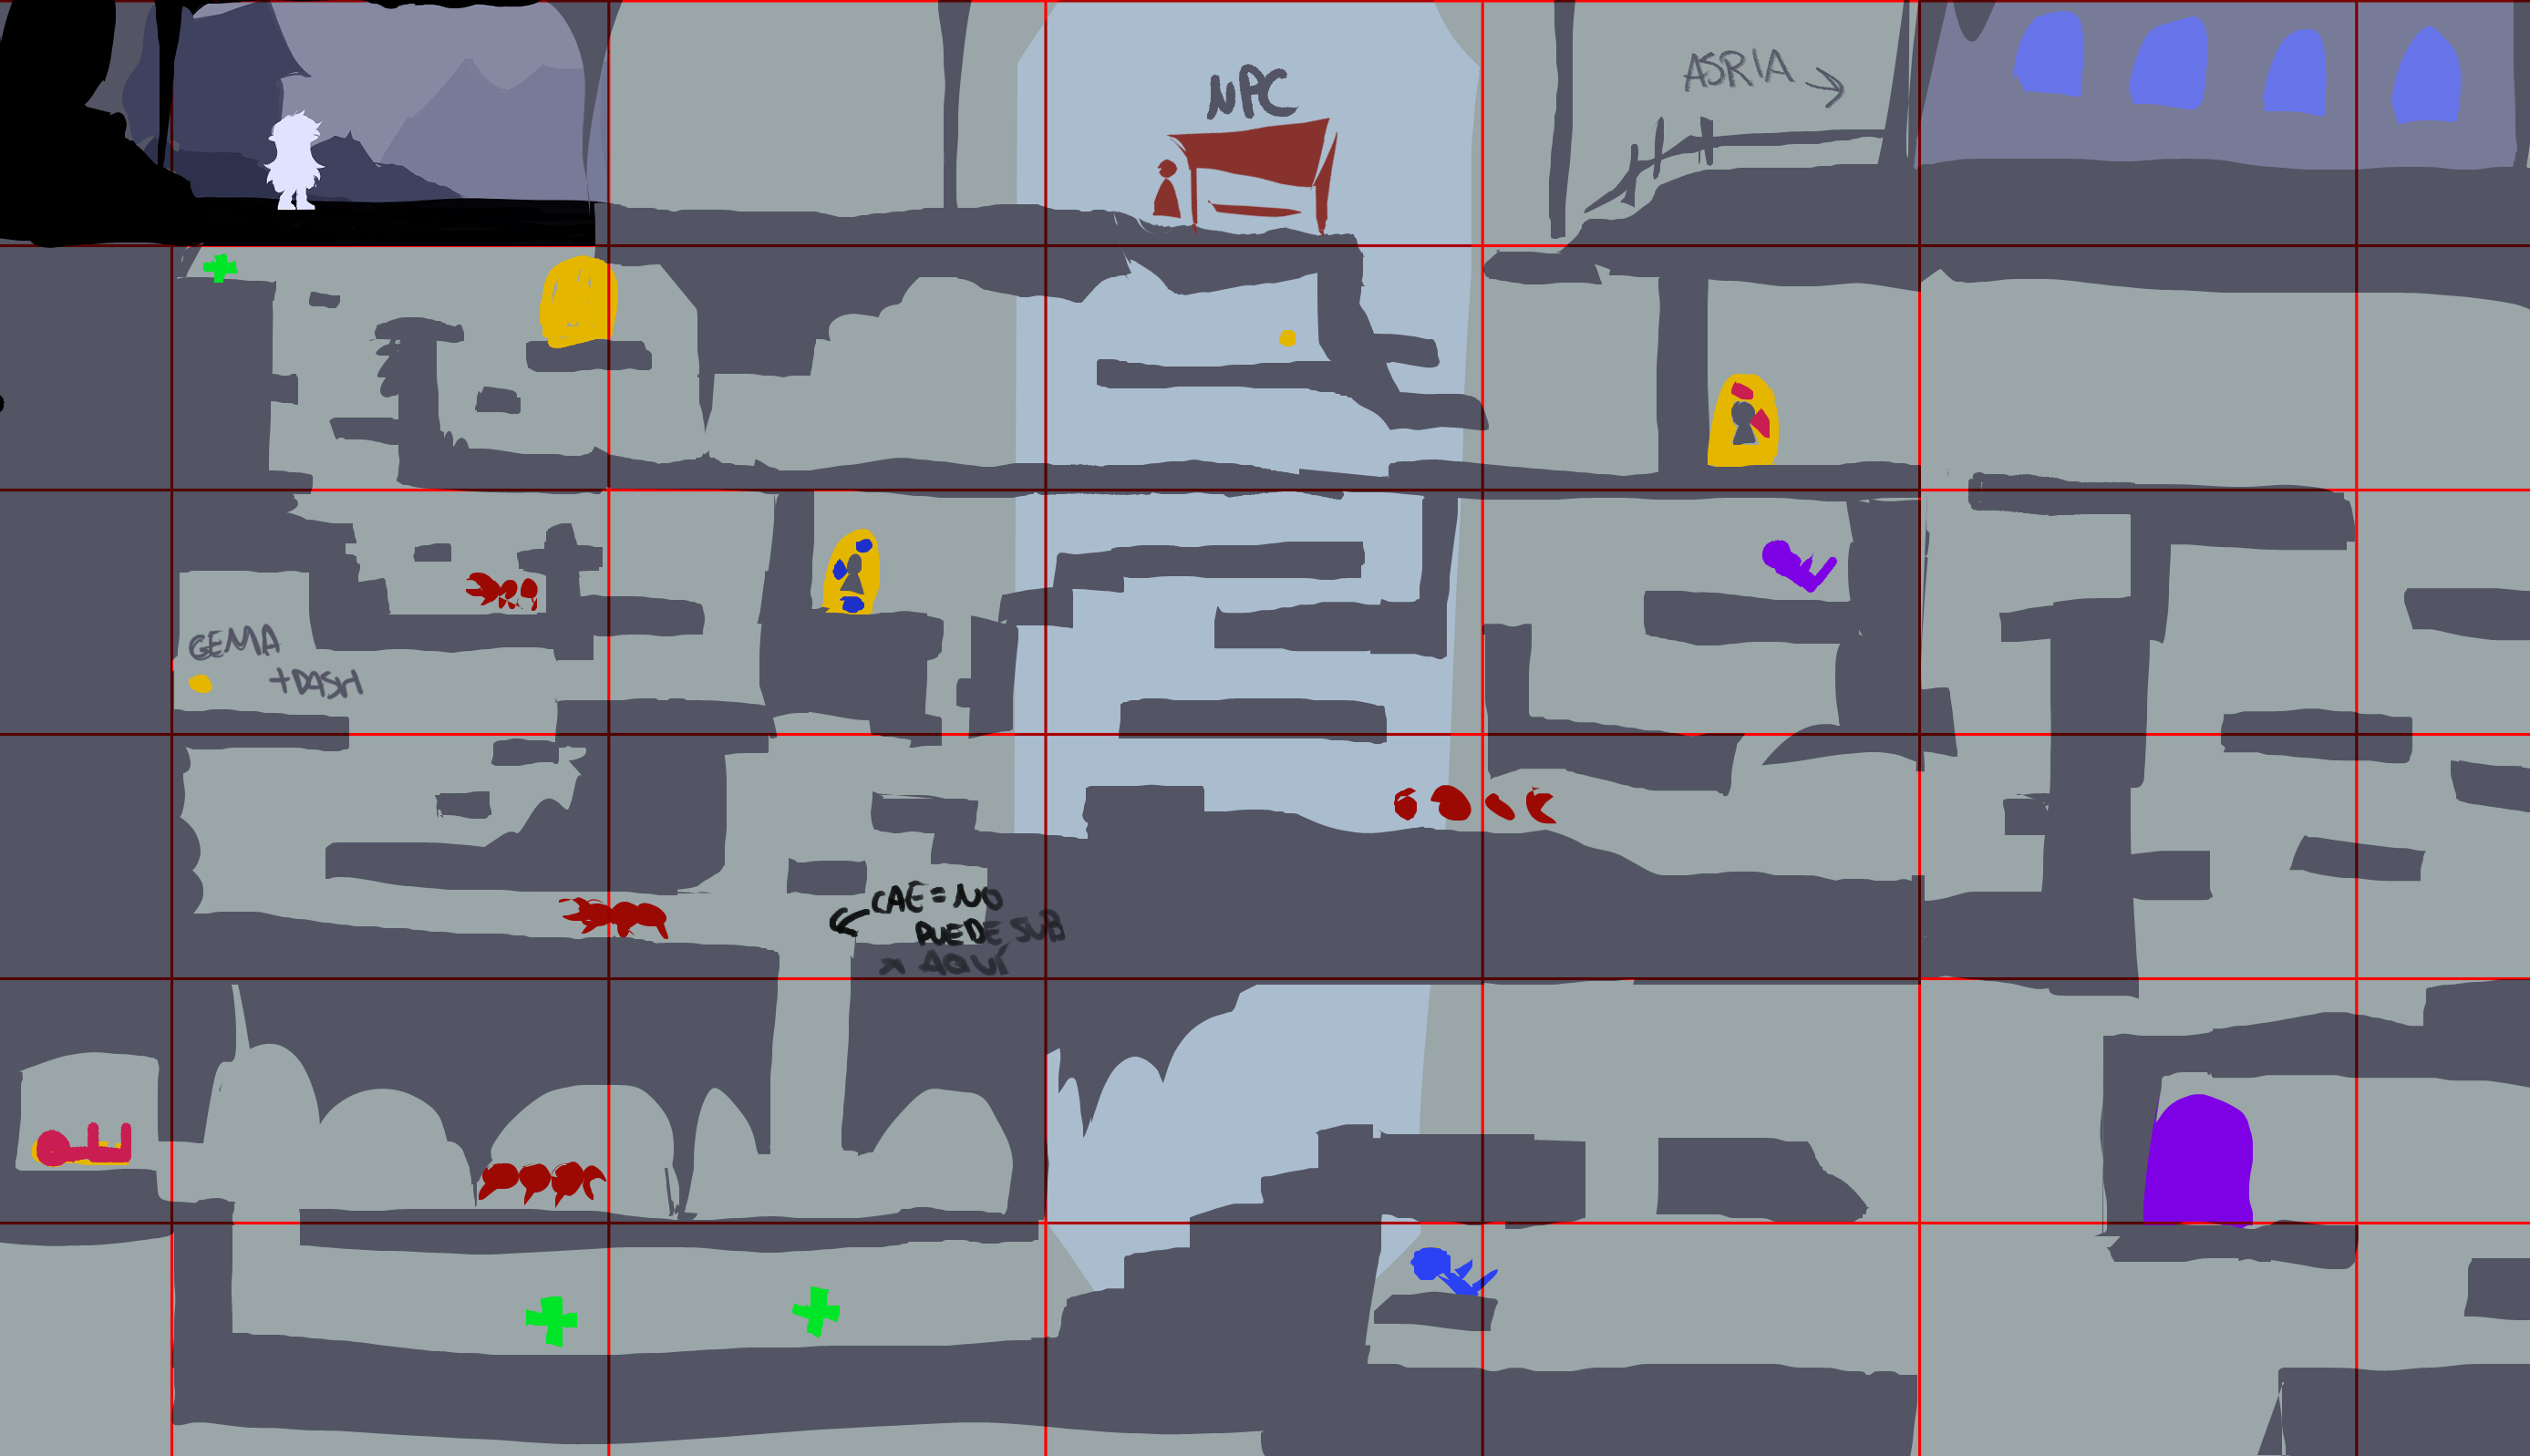 NPC
ASRIA →
GEMA
+DASH
← CAE = NO
PUEDE SUB
AQUÍ